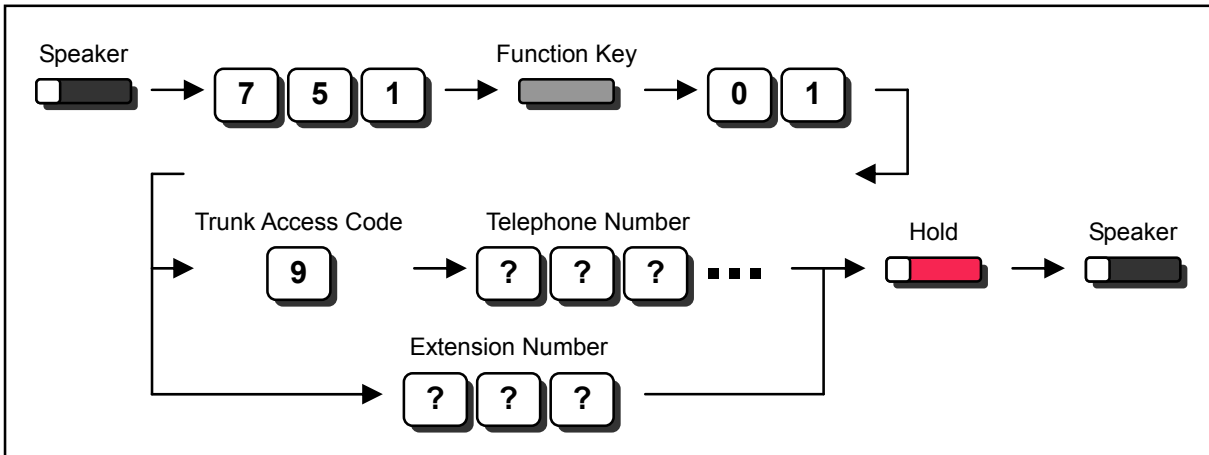 Speaker
Function Key
7 5 1
0 1
Trunk Access Code
Telephone Number
Hold
Speaker
9
? ? ?
Extension Number
? ? ?